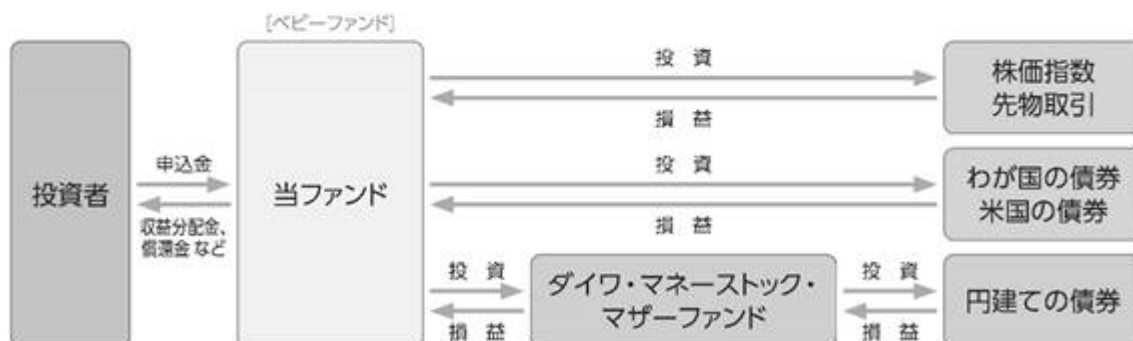 [ベビーファンド]
投資者
申込金
収益分配金、
償還金 など
当ファンド
投 資
損 益
株価指数
先物取引
投 資
損 益
わが国の債券
米国の債券
投 資
損 益
ダイワ・マネーストック・
マザーファンド
投 資
損 益
円建ての債券